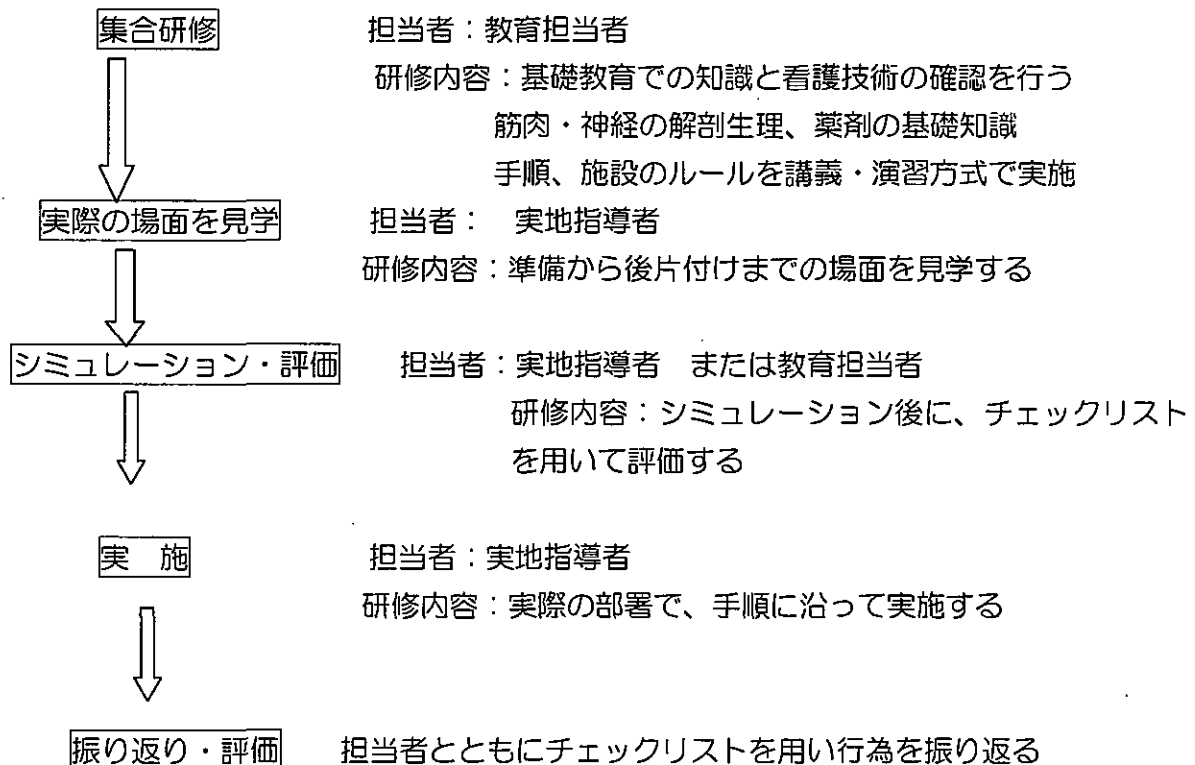 集合研修 担当者：教育担当者
研修内容：基礎教育での知識と看護技術の確認を行う
筋肉・神経の解剖生理、薬剤の基礎知識
手順、施設のルールを講義・演習方式で実施
実際の場面を見学 担当者： 実地指導者
研修内容：準備から後片付けまでの場面を見学する
シミュレーション・評価 担当者：実地指導者 または教育担当者
研修内容：シミュレーション後に、チェックリスト
を用いて評価する
実 施 担当者：実地指導者
研修内容：実際の部署で、手順に沿って実施する
振り返り・評価 担当者とともにチェックリストを用い行為を振り返る